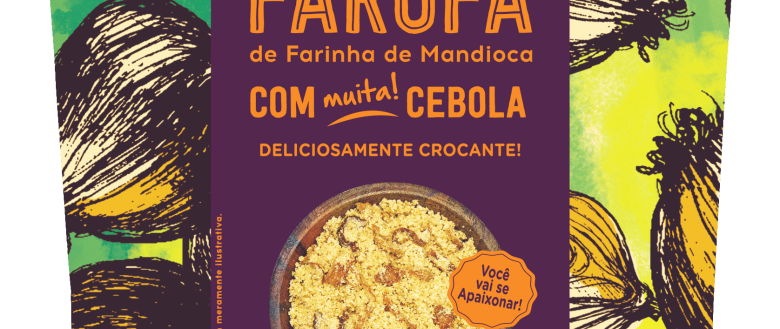 FAROFA
de Farinha de Mandioca
COM muita! CEBOLA
DELICIOSAMENTE CROCANTE!
Você
vai se
Apaixonar!
meramente ilustrativa.